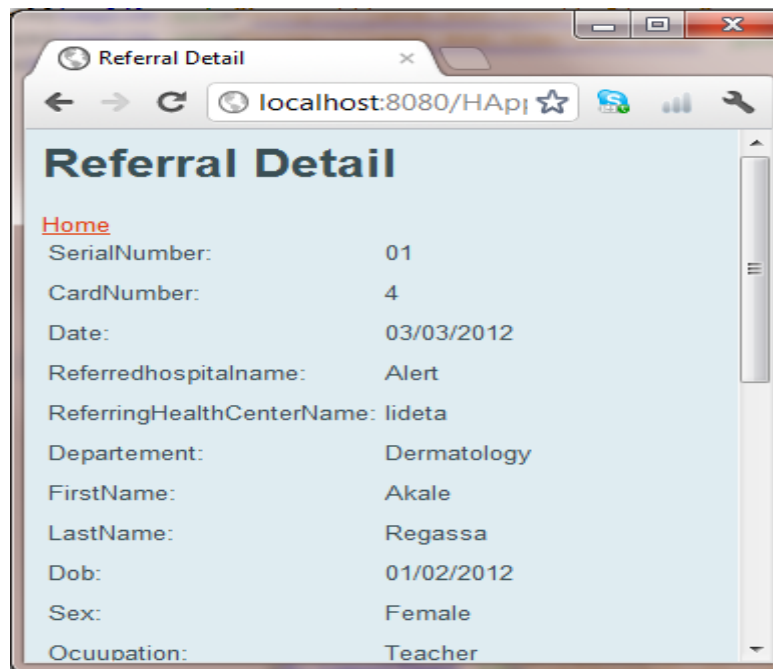 Referral Detail
localhost:8080/HApp
Referral Detail
Home
SerialNumber: 01
CardNumber: 4
Date: 03/03/2012
Referredhospitalname: Alert
ReferringHealthCenterName: lideta
Departement: Dermatology
FirstName: Akale
LastName: Regassa
Dob: 01/02/2012
Sex: Female
Ocuupation: Teacher